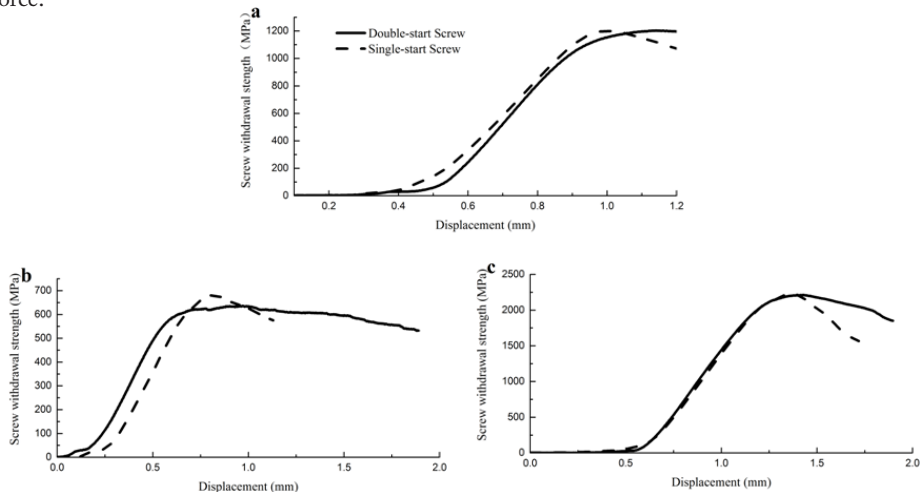 orce.
a
1200
1000
800
600
400
200
0
Screw withdrawal stength (MPa)
Double-start Screw
Single-start Screw
0.2 0.4 0.6 0.8 1.0 1.2
Displacement (mm)
b
700
600
500
400
300
200
100
0
Screw withdrawal strength (MPa)
0.0 0.5 1.0 1.5 2.0
Displacement (mm)
c
2500
2000
1500
1000
500
0
Screw withdrawal strength (MPa)
0.0 0.5 1.0 1.5 2.0
Displacement (mm)